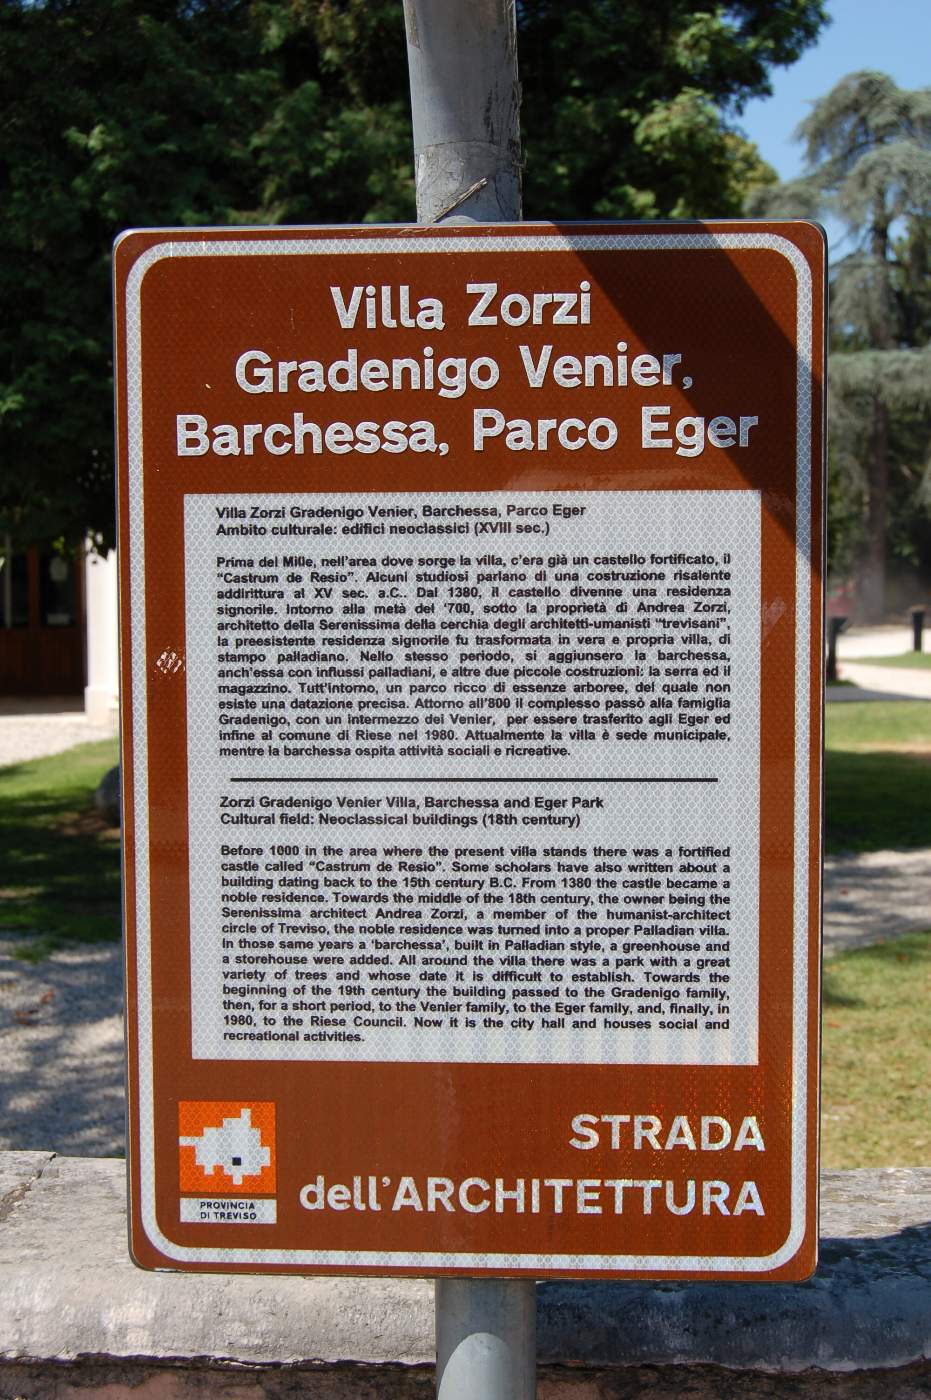 Villa Zorzi
Gradenigo Venier,
Barchessa, Parco Eger
Villa Zorzi Gradenigo Venier, Barchessa, Parco Eger
Ambito culturale: edifici neoclassici (XVIII sec.)
Prima del Mille, nell'area dove sorge la villa, c'era già un castello fortificato, il
"Castrum de Resio". Alcuni studiosi parlano di una costruzione risalente
addirittura al XV sec. a.C.. Dal 1380, il castello divenne una residenza
signorile. Intorno alla metà del '700, sotto la proprietà di Andrea Zorzi,
architetto della Serenissima della cerchia degli architetti-umanisti "trevisani",
la preesistente residenza signorile fu trasformata in vera e propria villa, di
stampo palladiano. Nello stesso periodo, si aggiunsero la barchessa,
anch'essa con influssi palladiani, e altre due piccole costruzioni: la serra ed il
magazzino. Tutt'intorno, un parco ricco di essenze arboree, del quale non
esiste una datazione precisa. Attorno all'800 il complesso passò alla famiglia
Gradenigo, con un intermezzo dei Venier, per essere trasferito agli Eger ed
infine al comune di Riese nel 1980. Attualmente la villa è sede municipale,
mentre la barchessa ospita attività sociali e ricreative.
Zorzi Gradenigo Venier Villa, Barchessa and Eger Park
Cultural field: Neoclassical buildings (18th century)
Before 1000 in the area where the present villa stands there was a fortified
castle called "Castrum de Resio". Some scholars have also written about a
building dating back to the 15th century B.C. From 1380 the castle became a
noble residence. Towards the middle of the 18th century, the owner being the
Serenissima architect Andrea Zorzi, a member of the humanist-architect
circle of Treviso, the noble residence was turned into a proper Palladian villa.
In those same years a 'barchessa', built in Palladian style, a greenhouse and
a storehouse were added. All around the villa there was a park with a great
variety of trees and whose date it is difficult to establish. Towards the
beginning of the 19th century the building passed to the Gradenigo family,
then, for a short period, to the Venier family, to the Eger family, and, finally, in
1980, to the Riese Council. Now it is the city hall and houses social and
recreational activities.
STRADA
dell'ARCHITETTURA
PROVINCIA
DI TREVISO